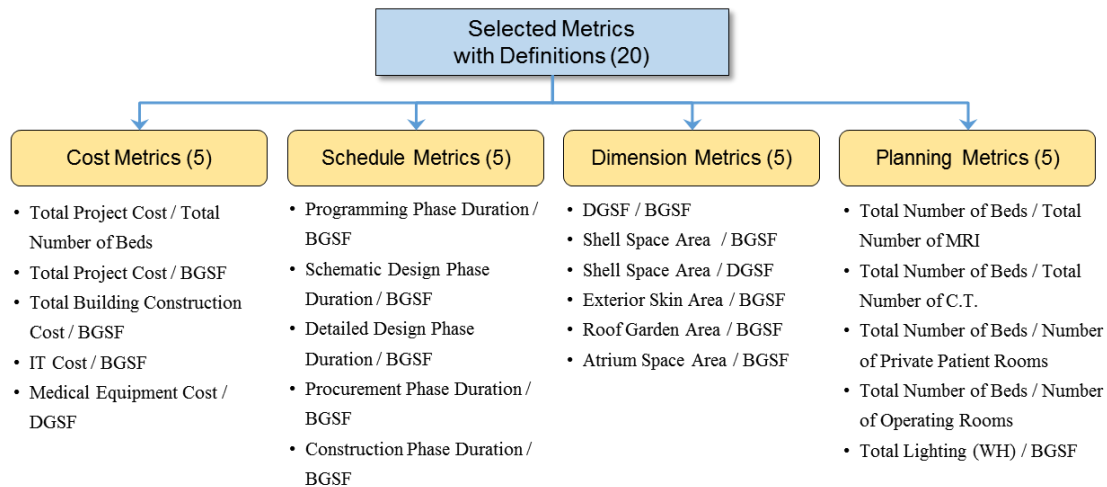 Selected Metrics
with Definitions (20)
Cost Metrics (5)
• Total Project Cost / Total
Number of Beds
• Total Project Cost / BGSF
• Total Building Construction
Cost / BGSF
• IT Cost / BGSF
• Medical Equipment Cost /
DGSF
Schedule Metrics (5)
• Programming Phase Duration /
BGSF
• Schematic Design Phase
Duration / BGSF
• Detailed Design Phase
Duration / BGSF
• Procurement Phase Duration /
BGSF
• Construction Phase Duration /
BGSF
Dimension Metrics (5)
• DGSF / BGSF
• Shell Space Area / BGSF
• Shell Space Area / DGSF
• Exterior Skin Area / BGSF
• Roof Garden Area / BGSF
• Atrium Space Area / BGSF
Planning Metrics (5)
• Total Number of Beds / Total
Number of MRI
• Total Number of Beds / Total
Number of C.T.
• Total Number of Beds / Number
of Private Patient Rooms
• Total Number of Beds / Number
of Operating Rooms
• Total Lighting (WH) / BGSF